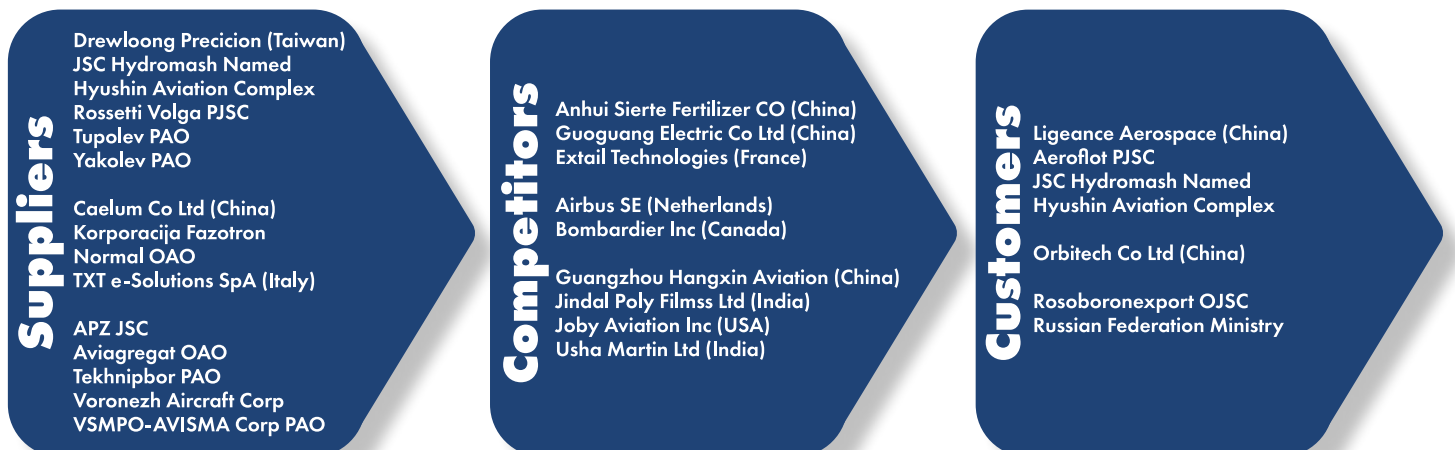 Suppliers
Drewloong Precicion (Taiwan)
JSC Hydromash Named
Hyushin Aviation Complex
Rossetti Volga PJSC
Tupolev PAO
Yakolev PAO
Caelum Co Ltd (China)
Korporacija Fazotron
Normal OAO
TXT e-Solutions SpA (Italy)
APZ JSC
Aviagregat OAO
Tekhnipbor PAO
Voronezh Aircraft Corp
VSMPO-AVISMA Corp PAO
Competitors
Anhui Sierte Fertilizer CO (China)
Guoguang Electric Co Ltd (China)
Extail Technologies (France)
Airbus SE (Netherlands)
Bombardier Inc (Canada)
Guangzhou Hangxin Aviation (China)
Jindal Poly Filmss Ltd (India)
Joby Aviation Inc (USA)
Usha Martin Ltd (India)
Customers
Ligeance Aerospace (China)
Aeroflot PJSC
JSC Hydromash Named
Hyushin Aviation Complex
Orbitech Co Ltd (China)
Rosoboronexport OJSC
Russian Federation Ministry